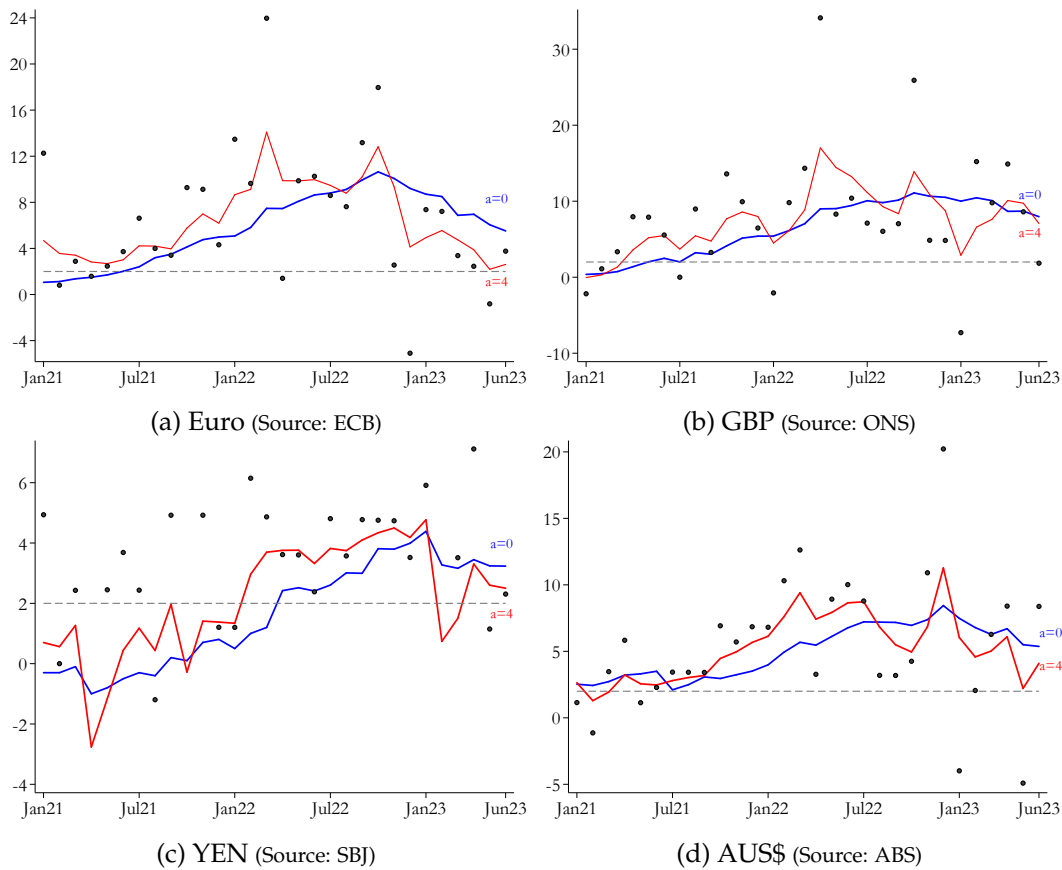 24
20
16
12
8
4
0
-4
a=0
a=4
Jan21 Jul21 Jan22 Jul22 Jan23 Jun23
(a) Euro (Source: ECB)
30
20
10
0
-10
a=0
a=4
Jan21 Jul21 Jan22 Jul22 Jan23 Jun23
(b) GBP (Source: ONS)
6
4
2
0
-2
-4
a=0
a=4
Jan21 Jul21 Jan22 Jul22 Jan23 Jun23
(c) YEN (Source: SBJ)
20
15
10
5
0
-5
a=0
a=4
Jan21 Jul21 Jan22 Jul22 Jan23 Jun23
(d) AUS$ (Source: ABS)